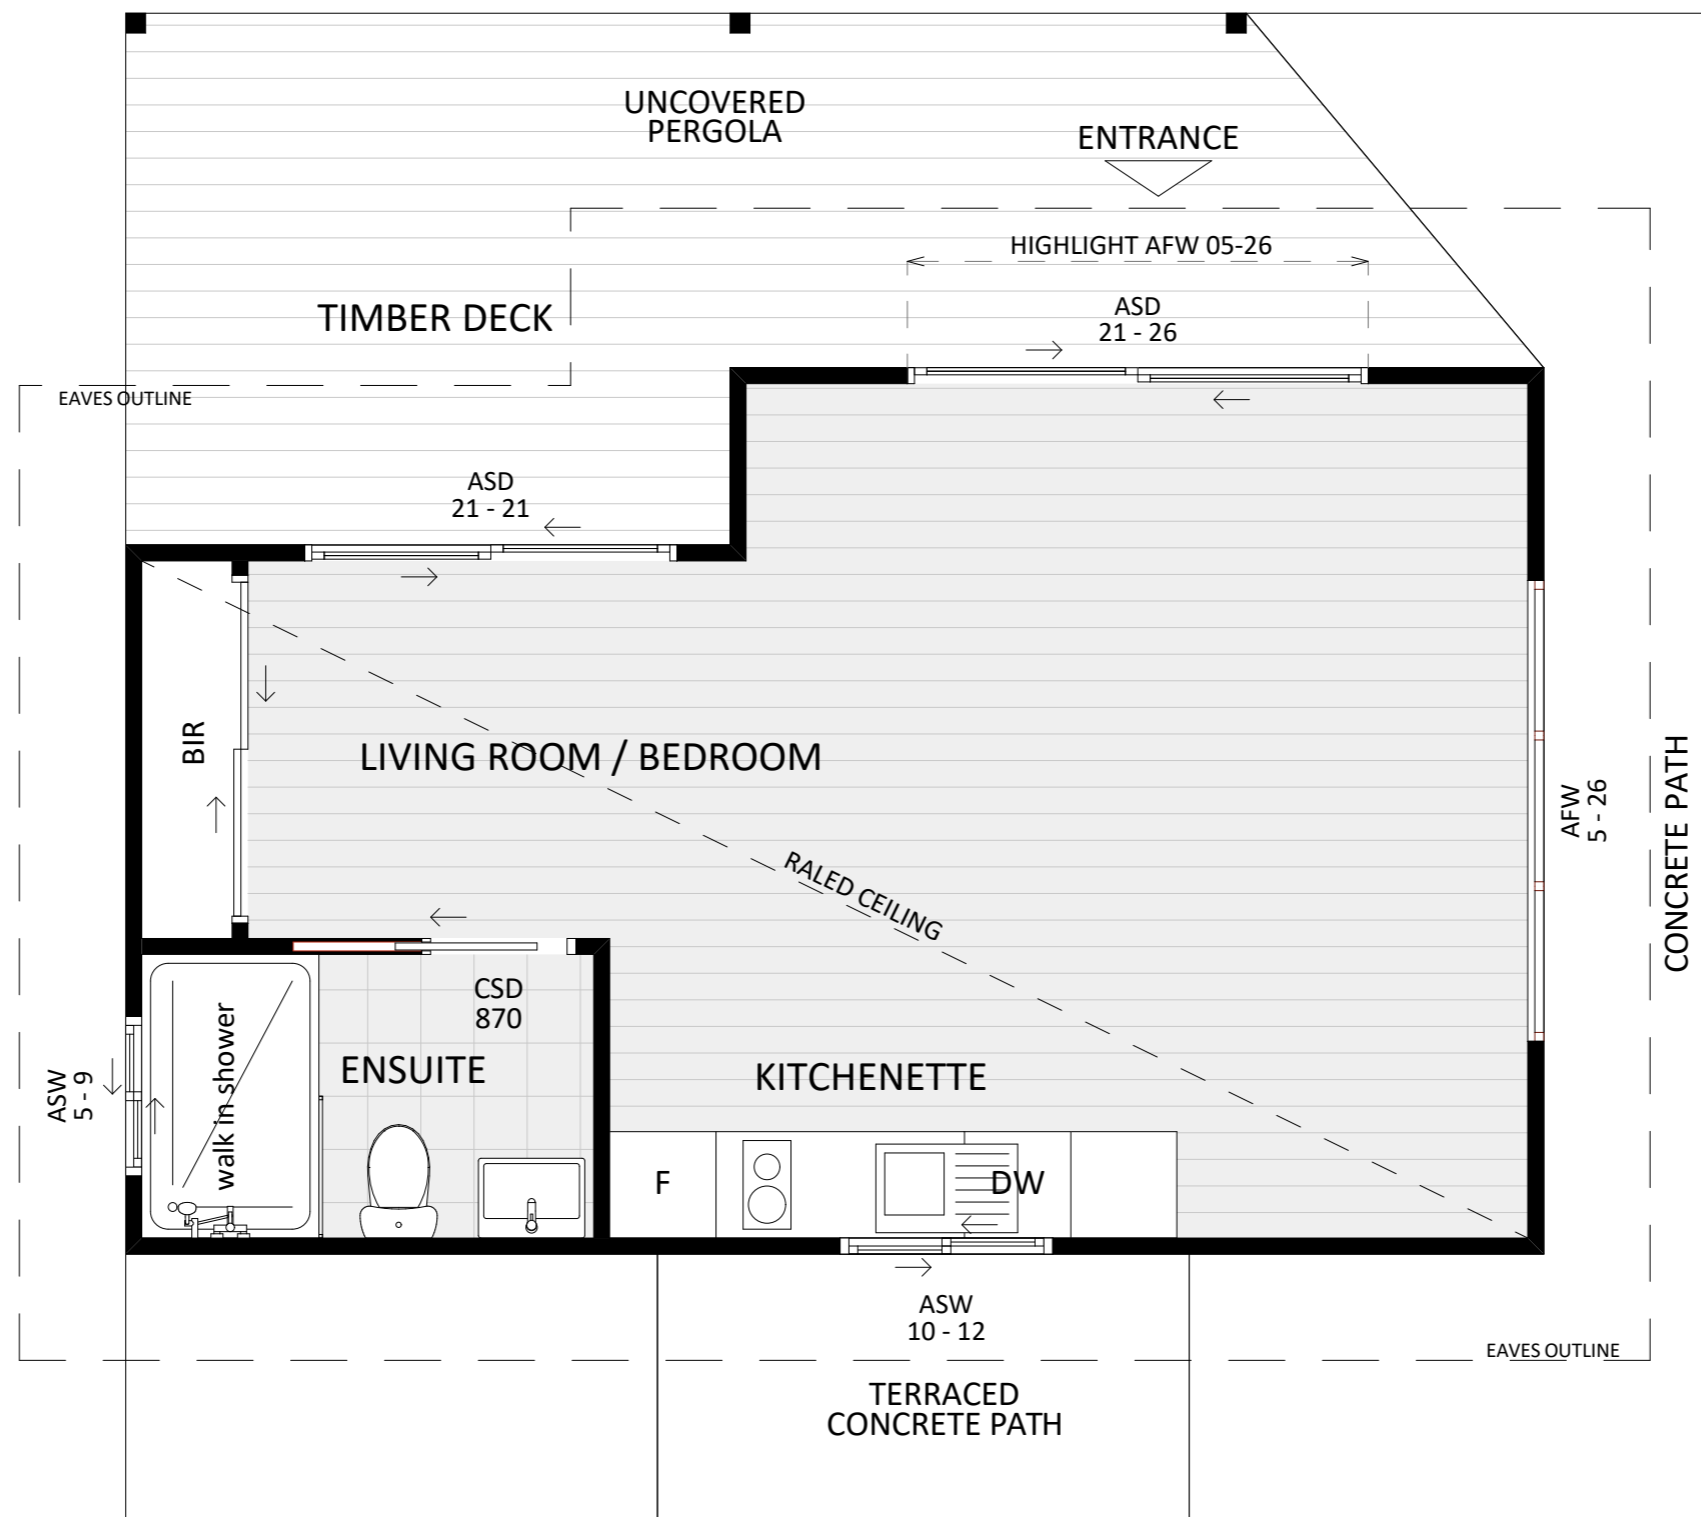 UNCOVERED
PERGOLA
ENTRANCE
HIGHLIGHT AFW 05-26
TIMBER DECK
ASD
21 - 26
EAVES OUTLINE
ASD
21 - 21
BIR
LIVING ROOM / BEDROOM
AFW
5 - 26
CONCRETE PATH
RALED CEILING
CSD
870
walk in shower
ENSUITE
KITCHENETTE
ASW
5 - 9
F
DW
ASW
10 - 12
EAVES OUTLINE
TERRACED
CONCRETE PATH